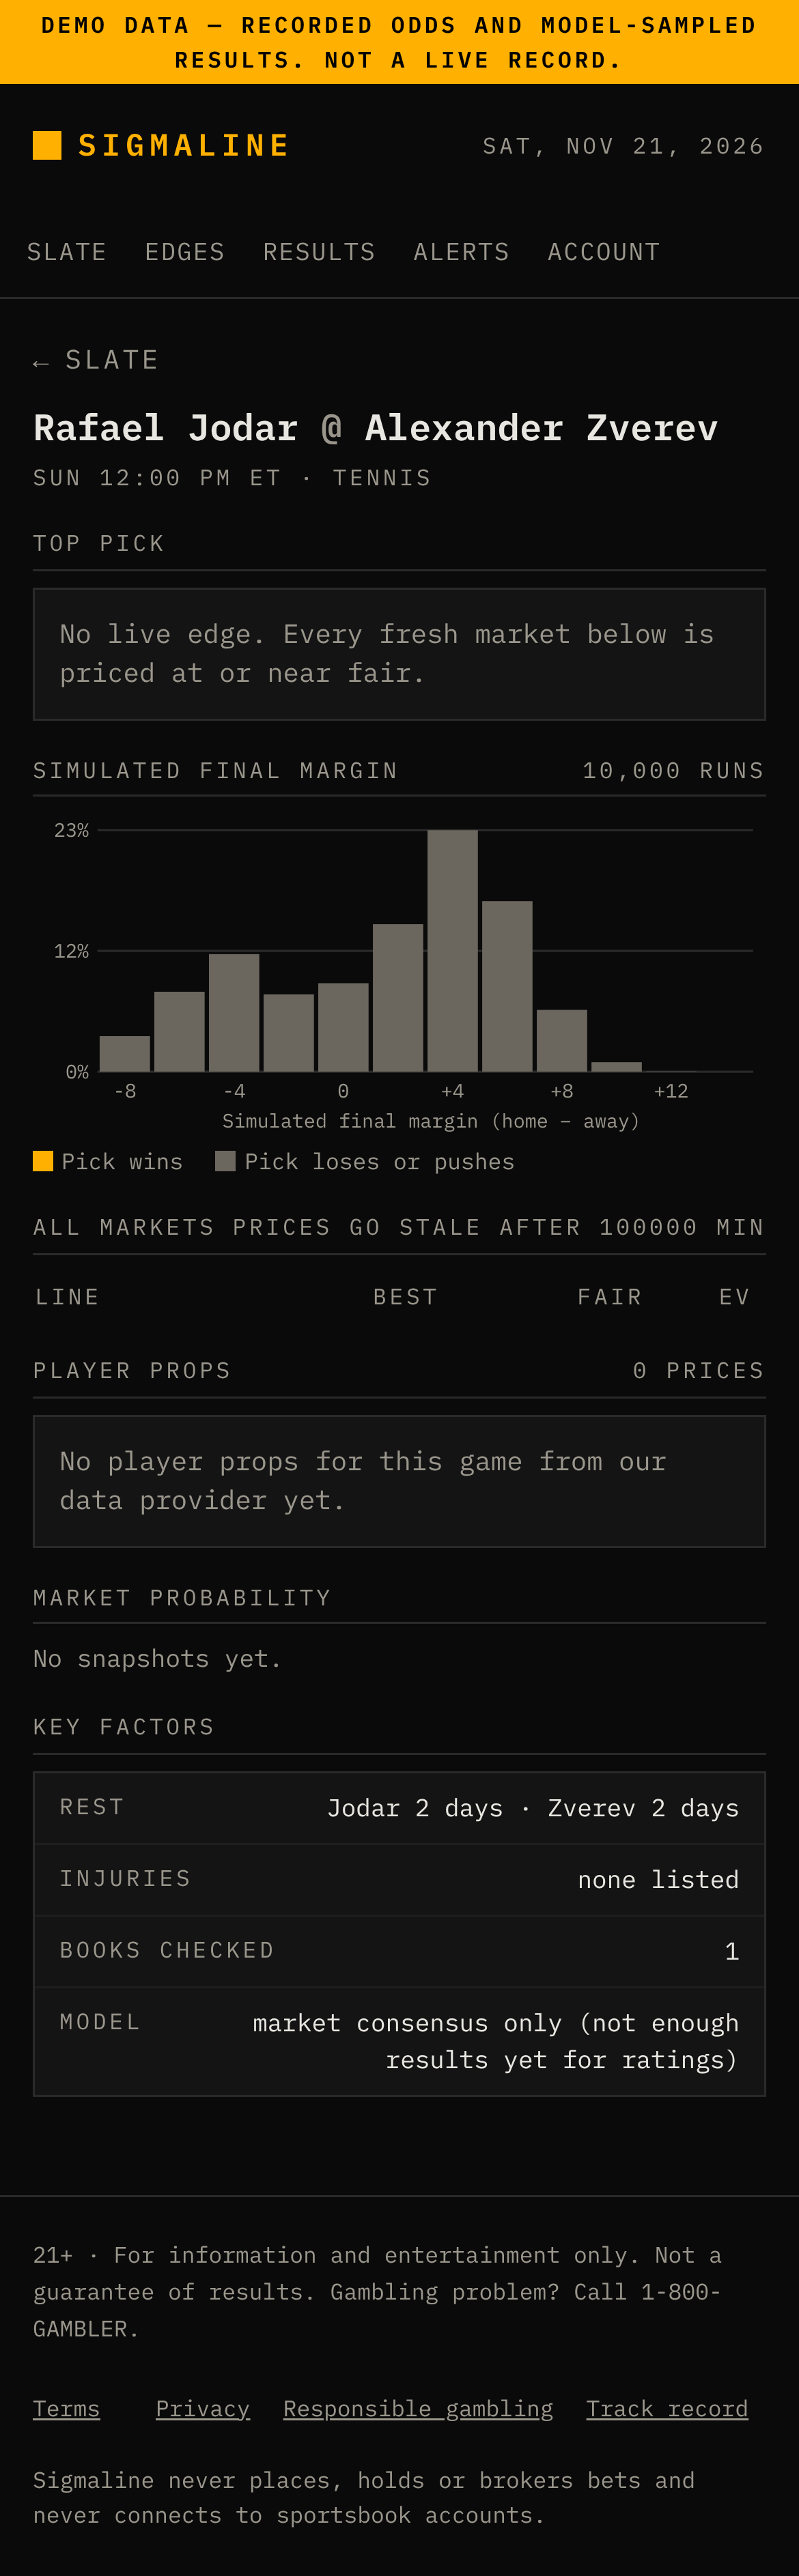 DEMO DATA — RECORDED ODDS AND MODEL-SAMPLED
RESULTS. NOT A LIVE RECORD.
SIGMALINE
SAT, NOV 21, 2026
SLATE EDGES RESULTS ALERTS ACCOUNT
← SLATE
Rafael Jodar @ Alexander Zverev
SUN 12:00 PM ET · TENNIS
TOP PICK
No live edge. Every fresh market below is
priced at or near fair.
SIMULATED FINAL MARGIN 10,000 RUNS
23%
12%
0%
-8 -4 0 +4 +8 +12
Simulated final margin (home − away)
Pick wins Pick loses or pushes
ALL MARKETS PRICES GO STALE AFTER 100000 MIN
LINE BEST FAIR EV
PLAYER PROPS 0 PRICES
No player props for this game from our
data provider yet.
MARKET PROBABILITY
No snapshots yet.
KEY FACTORS
REST Jodar 2 days · Zverev 2 days
INJURIES none listed
BOOKS CHECKED 1
MODEL market consensus only (not enough
results yet for ratings)
21+ · For information and entertainment only. Not a
guarantee of results. Gambling problem? Call 1-800-
GAMBLER.
Terms Privacy Responsible gambling Track record
Sigmaline never places, holds or brokers bets and
never connects to sportsbook accounts.